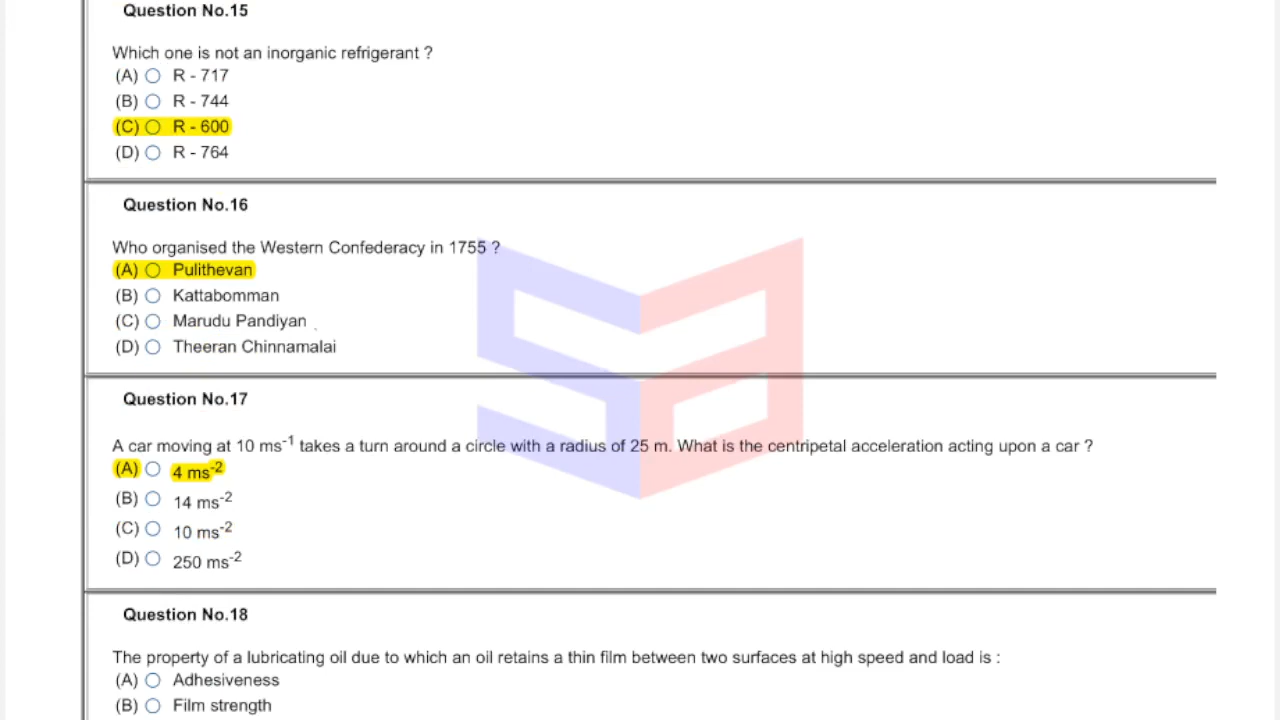 Question No.15
Which one is not an inorganic refrigerant ?
(A) R - 717
(B) R - 744
(C) R - 600
(D) R - 764
Question No.16
Who organised the Western Confederacy in 1755 ?
(A) Pulithevan
(B) Kattabomman
(C) Marudu Pandiyan
(D) Theeran Chinnamalai
Question No.17
A car moving at 10 ms⁻¹ takes a turn around a circle with a radius of 25 m. What is the centripetal acceleration acting upon a car ?
(A) 4 ms⁻²
(B) 14 ms⁻²
(C) 10 ms⁻²
(D) 250 ms⁻²
Question No.18
The property of a lubricating oil due to which an oil retains a thin film between two surfaces at high speed and load is :
(A) Adhesiveness
(B) Film strength